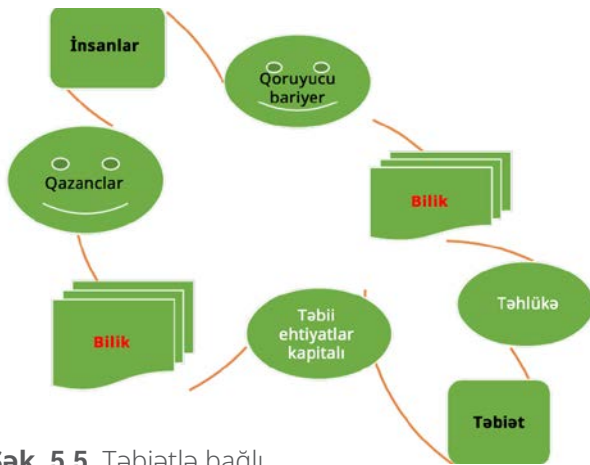 İnsanlar
Qoruyucu
bariyer
Qazanclar
Bilik
Bilik
Təbii
ehtiyatlar
kapitalı
Təhlükə
Təbiət
Şək. 5.5. Təbiətlə bağlı